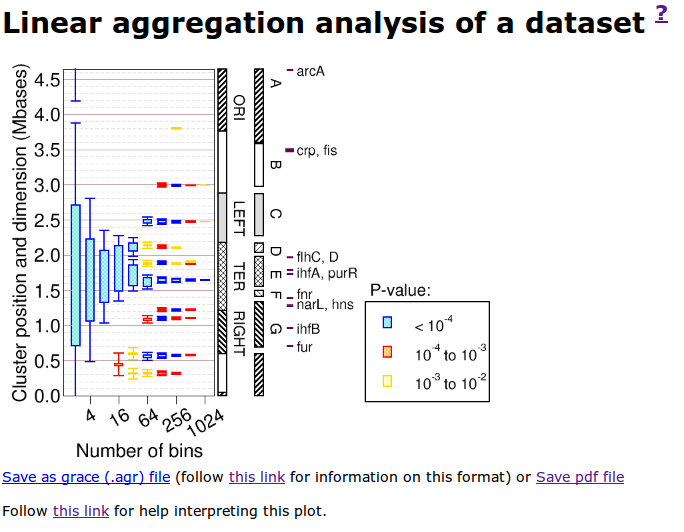 Linear aggregation analysis of a dataset ?
Cluster position and dimension (Mbases)
4.5
4.0
3.5
3.0
2.5
2.0
1.5
1.0
0.5
0.0
4
16
64
256
1024
Number of bins
ORI
LEFT
TER
RIGHT
A
B
C
D
E
F
G
arcA
crp, fis
flhC, D
ihfA, purR
fnr
narL, hns
ihfB
fur
P-value:
< 10⁻⁴
10⁻⁴ to 10⁻³
10⁻³ to 10⁻²
Save as grace (.agr) file (follow this link for information on this format) or Save pdf file
Follow this link for help interpreting this plot.